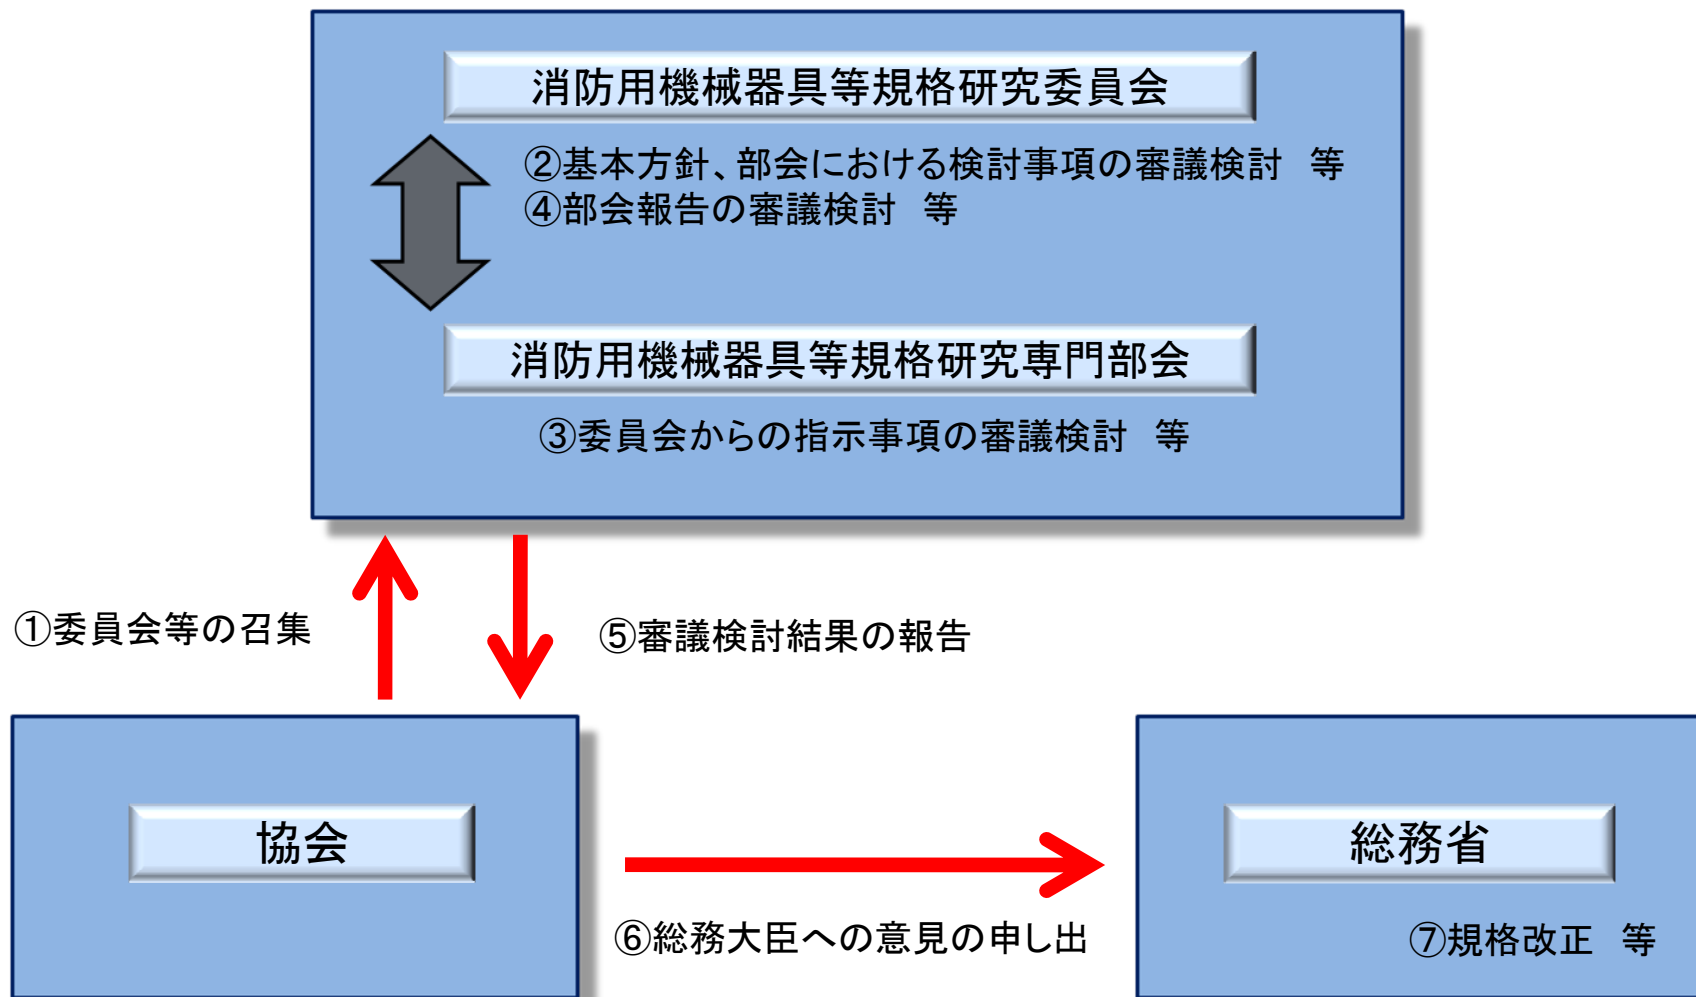 消防用機械器具等規格研究委員会
②基本方針、部会における検討事項の審議検討　等
④部会報告の審議検討　等
消防用機械器具等規格研究専門部会
③委員会からの指示事項の審議検討　等
①委員会等の召集
⑤審議検討結果の報告
協会
総務省
⑥総務大臣への意見の申し出
⑦規格改正　等